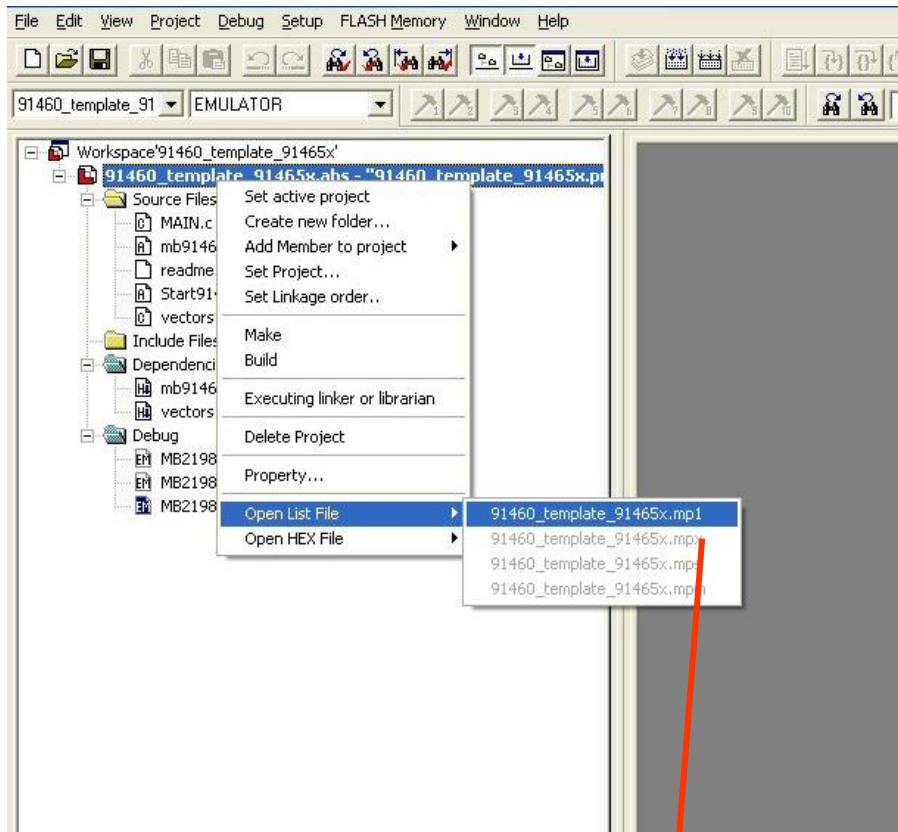 File Edit View Project Debug Setup FLASH Memory Window Help
91460_template_91 EMULATOR
Workspace'91460_template_91465x'
91460_template_91465x.abs - "91460_template_91465x.pr
Source Files
MAIN.c
mb9146
readme
Start91
vectors
Include Files
Dependenci
mb9146
vectors
Debug
MB2198
MB2198
MB2198
Set active project
Create new folder...
Add Member to project
Set Project...
Set Linkage order..
Make
Build
Executing linker or librarian
Delete Project
Property...
Open List File
Open HEX File
91460_template_91465x.mp1
91460_template_91465x.mpx
91460_template_91465x.mps
91460_template_91465x.mpm